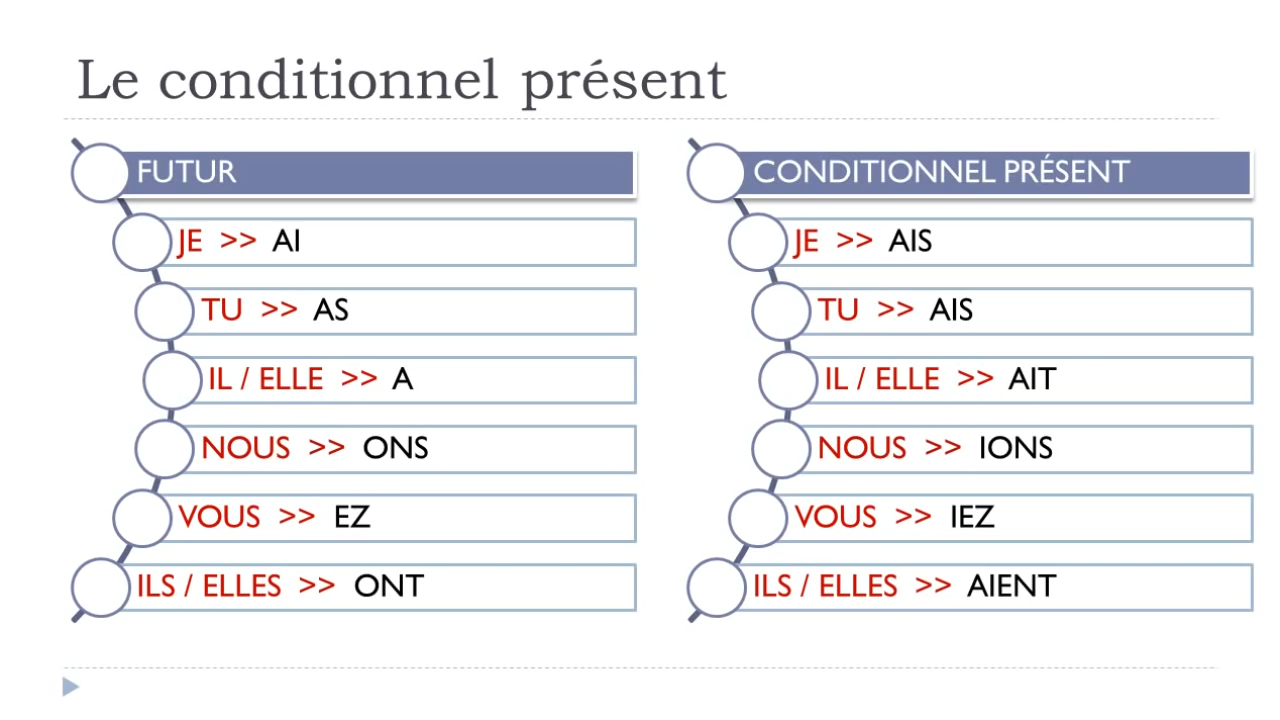 Le conditionnel présent
FUTUR
JE >> AI
TU >> AS
IL / ELLE >> A
NOUS >> ONS
VOUS >> EZ
ILS / ELLES >> ONT
CONDITIONNEL PRÉSENT
JE >> AIS
TU >> AIS
IL / ELLE >> AIT
NOUS >> IONS
VOUS >> IEZ
ILS / ELLES >> AIENT